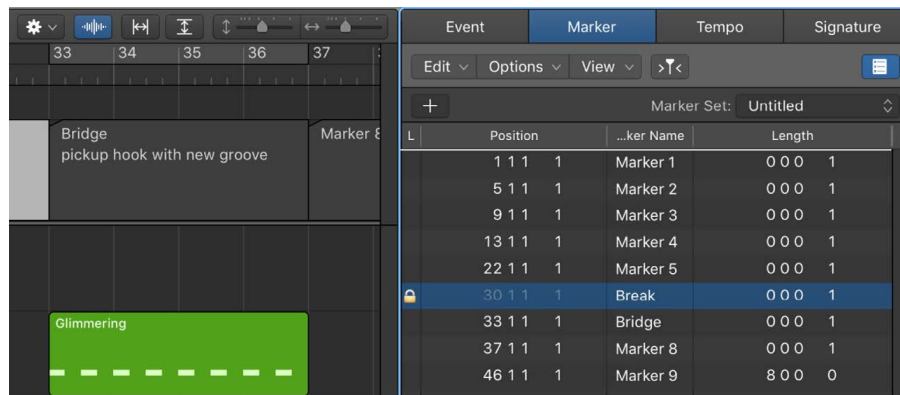 Event Marker Tempo Signature
Edit Options View
33 34 35 36 37
Marker Set: Untitled
L Position ...ker Name Length
Bridge
pickup hook with new groove
Marker 8
1 1 1 1 Marker 1 0 0 0 1
5 1 1 1 Marker 2 0 0 0 1
9 1 1 1 Marker 3 0 0 0 1
13 1 1 1 Marker 4 0 0 0 1
22 1 1 1 Marker 5 0 0 0 1
30 1 1 1 Break 0 0 0 1
33 1 1 1 Bridge 0 0 0 1
37 1 1 1 Marker 8 0 0 0 1
46 1 1 1 Marker 9 8 0 0 0
Glimmering